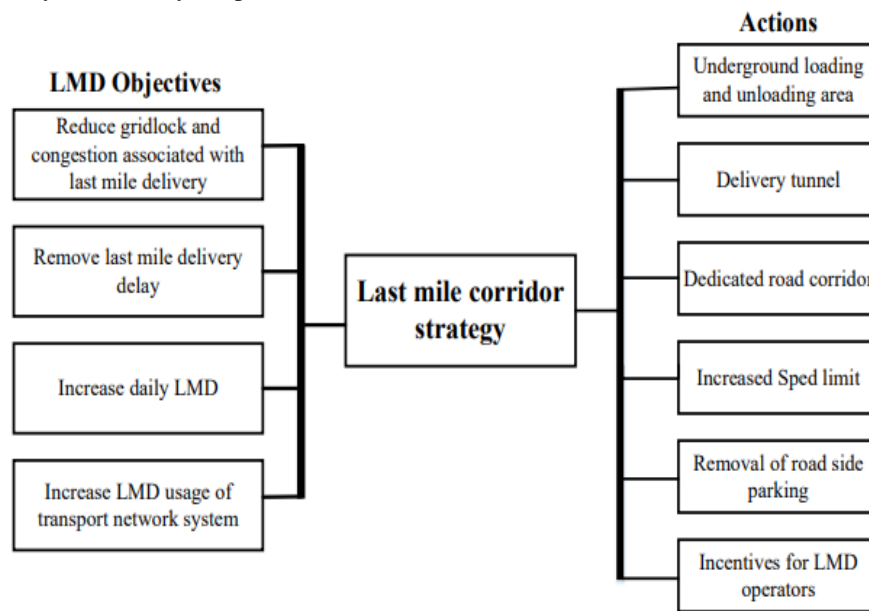 LMD Objectives
Reduce gridlock and
congestion associated with
last mile delivery
Remove last mile delivery
delay
Increase daily LMD
Increase LMD usage of
transport network system
Last mile corridor
strategy
Actions
Underground loading
and unloading area
Delivery tunnel
Dedicated road corridor
Increased Sped limit
Removal of road side
parking
Incentives for LMD
operators